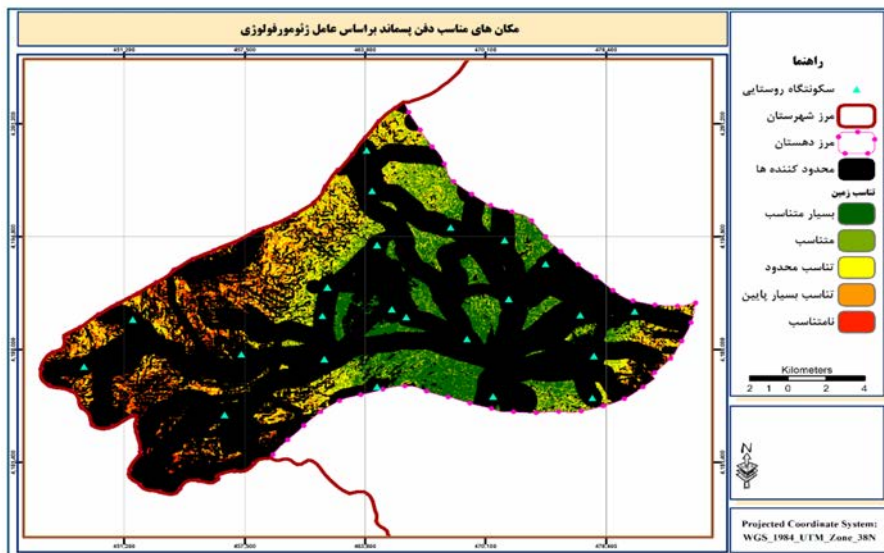 مکان های مناسب دفن پسماند براساس عامل ژئومورفولوژی
راهنما
سکونتگاه روستایی
مرز شهرستان
مرز دهستان
محدود کننده ها
تناسب زمین
بسیار متناسب
متناسب
تناسب محدود
تناسب بسیار پایین
نامتناسب
Kilometers
2 1 0 2 4
N
Projected Coordinate System:
WGS_1984_UTM_Zone_38N